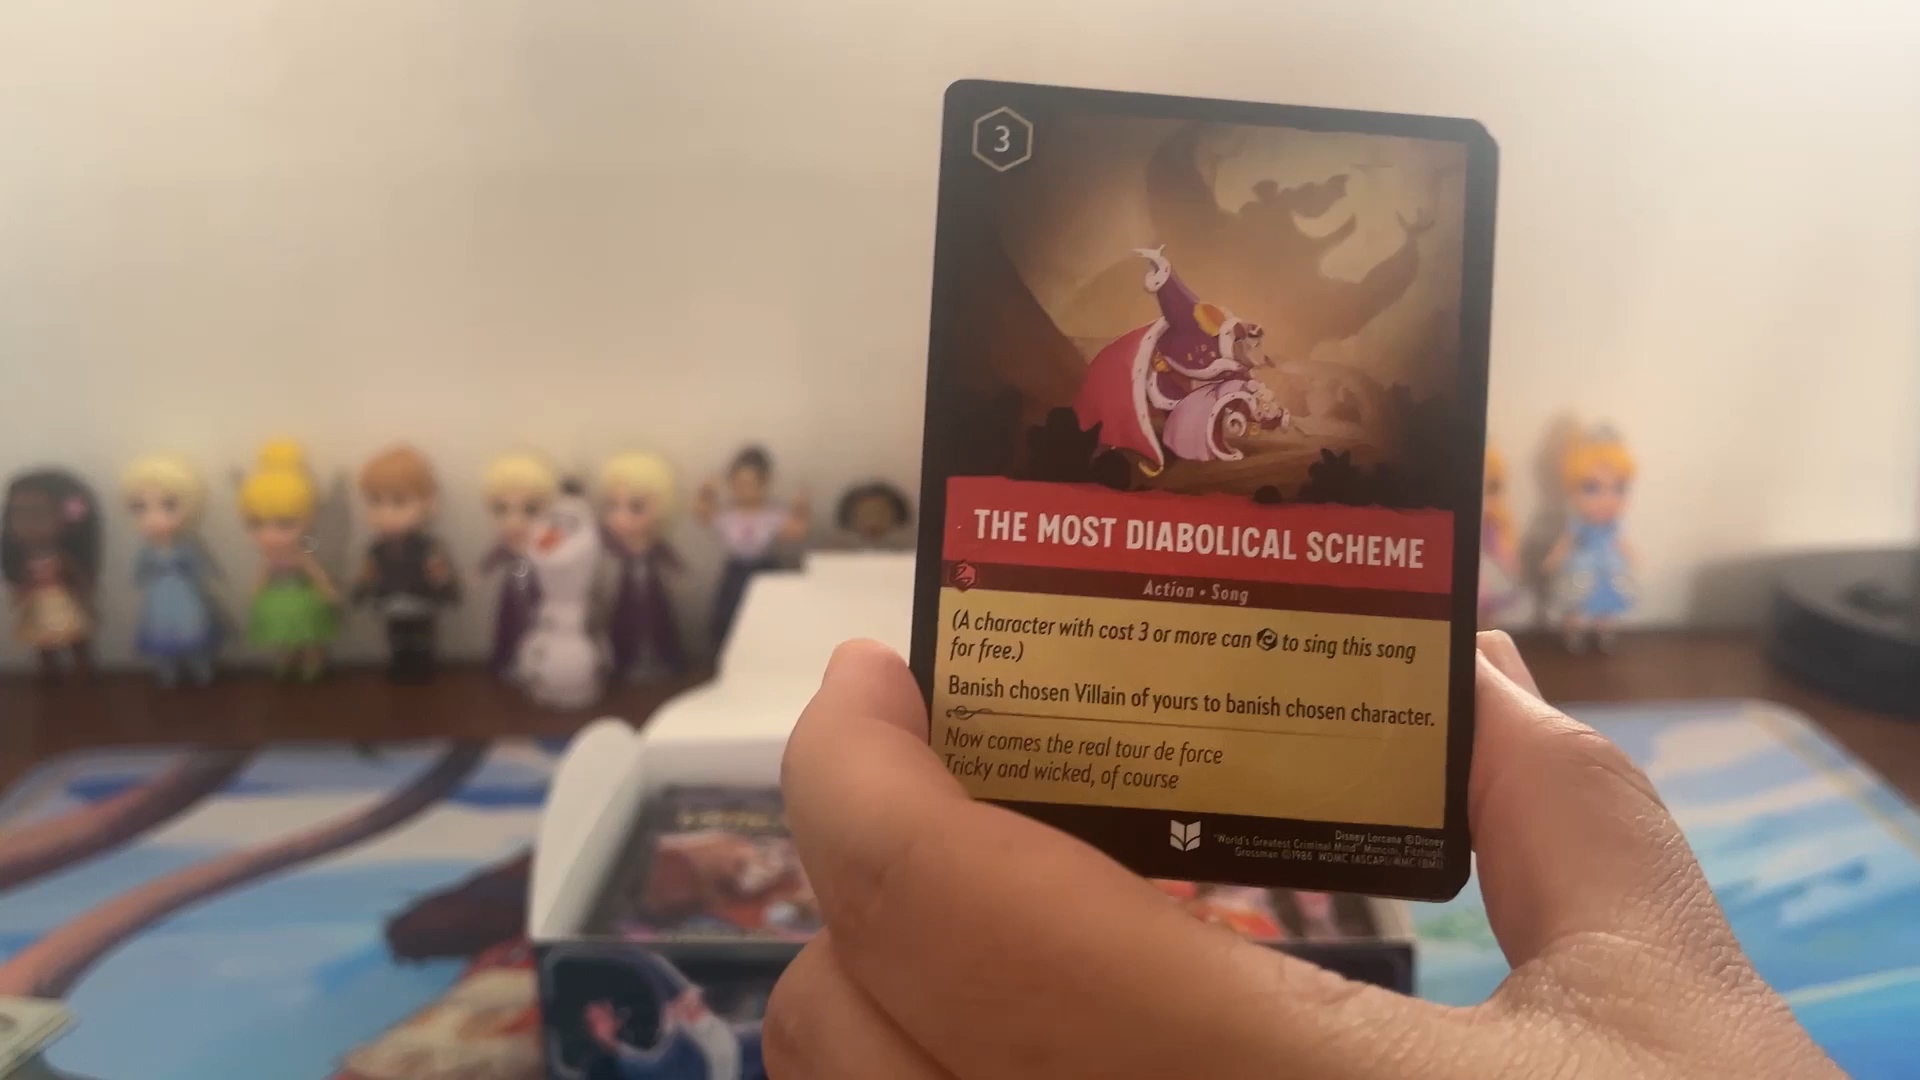 3
THE MOST DIABOLICAL SCHEME
Action • Song
(A character with cost 3 or more can to sing this song
for free.)
Banish chosen Villain of yours to banish chosen character.
Now comes the real tour de force
Tricky and wicked, of course
Disney Lorcana ©Disney
"World's Greatest Criminal Mind" Mancini, Fitzhugh,
Grossman ©1986 WDMC (ASCAP)/WMC (BMI)